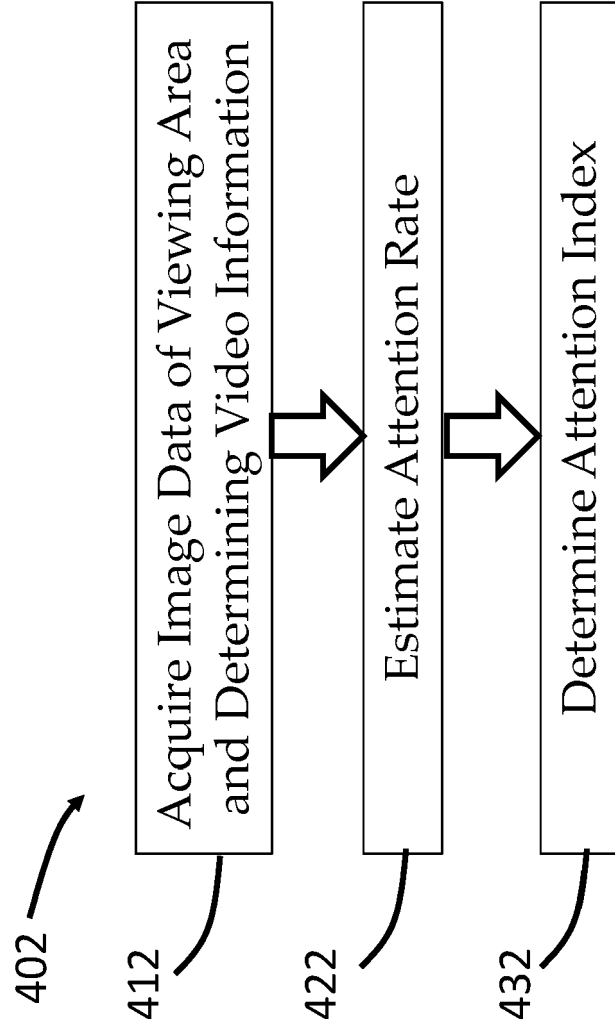 402
412
Acquire Image Data of Viewing Area
and Determining Video Information
422
Estimate Attention Rate
432
Determine Attention Index